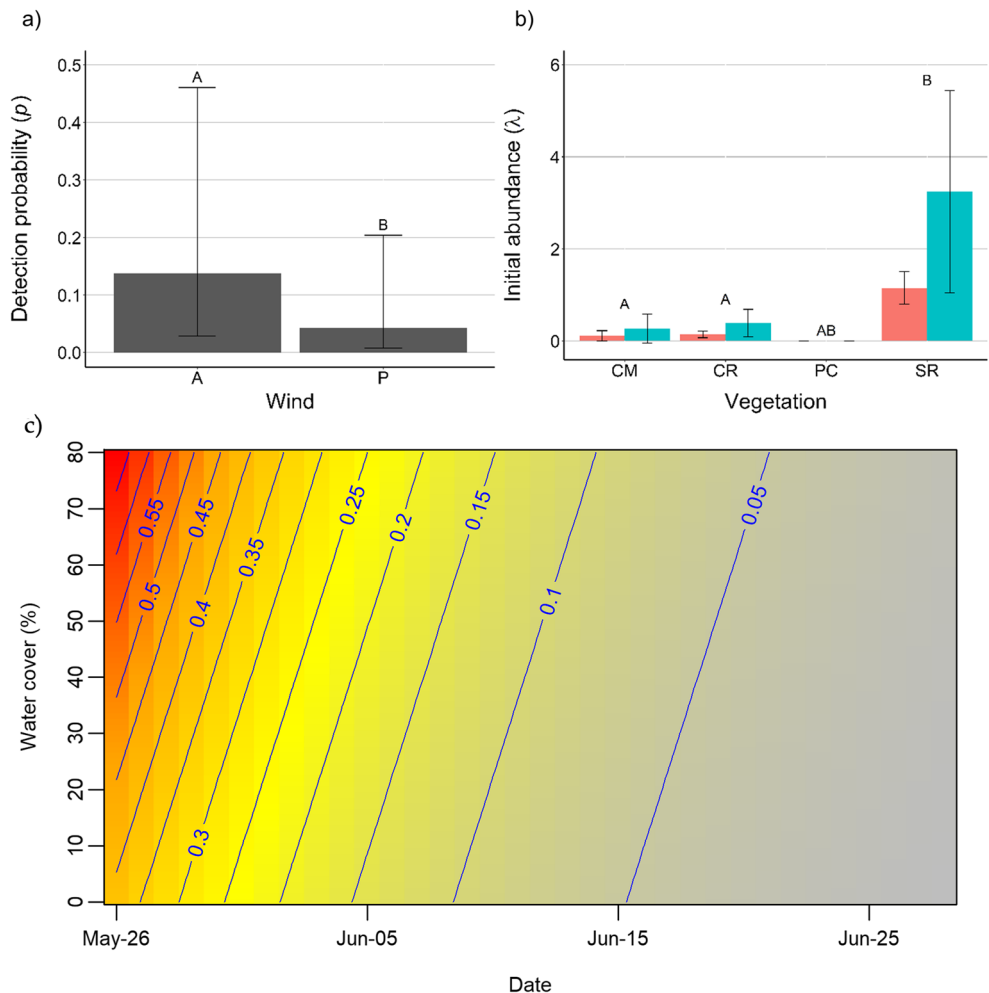 a)
Detection probability (p)
0.5
0.4
0.3
0.2
0.1
0.0
A
B
A
P
Wind
b)
Initial abundance (λ)
6
4
2
0
A
A
AB
B
CM
CR
PC
SR
Vegetation
c)
Water cover (%)
80
70
60
50
40
30
20
10
0
0.55
0.5
0.45
0.4
0.35
0.3
0.25
0.2
0.15
0.1
0.05
May-26
Jun-05
Jun-15
Jun-25
Date